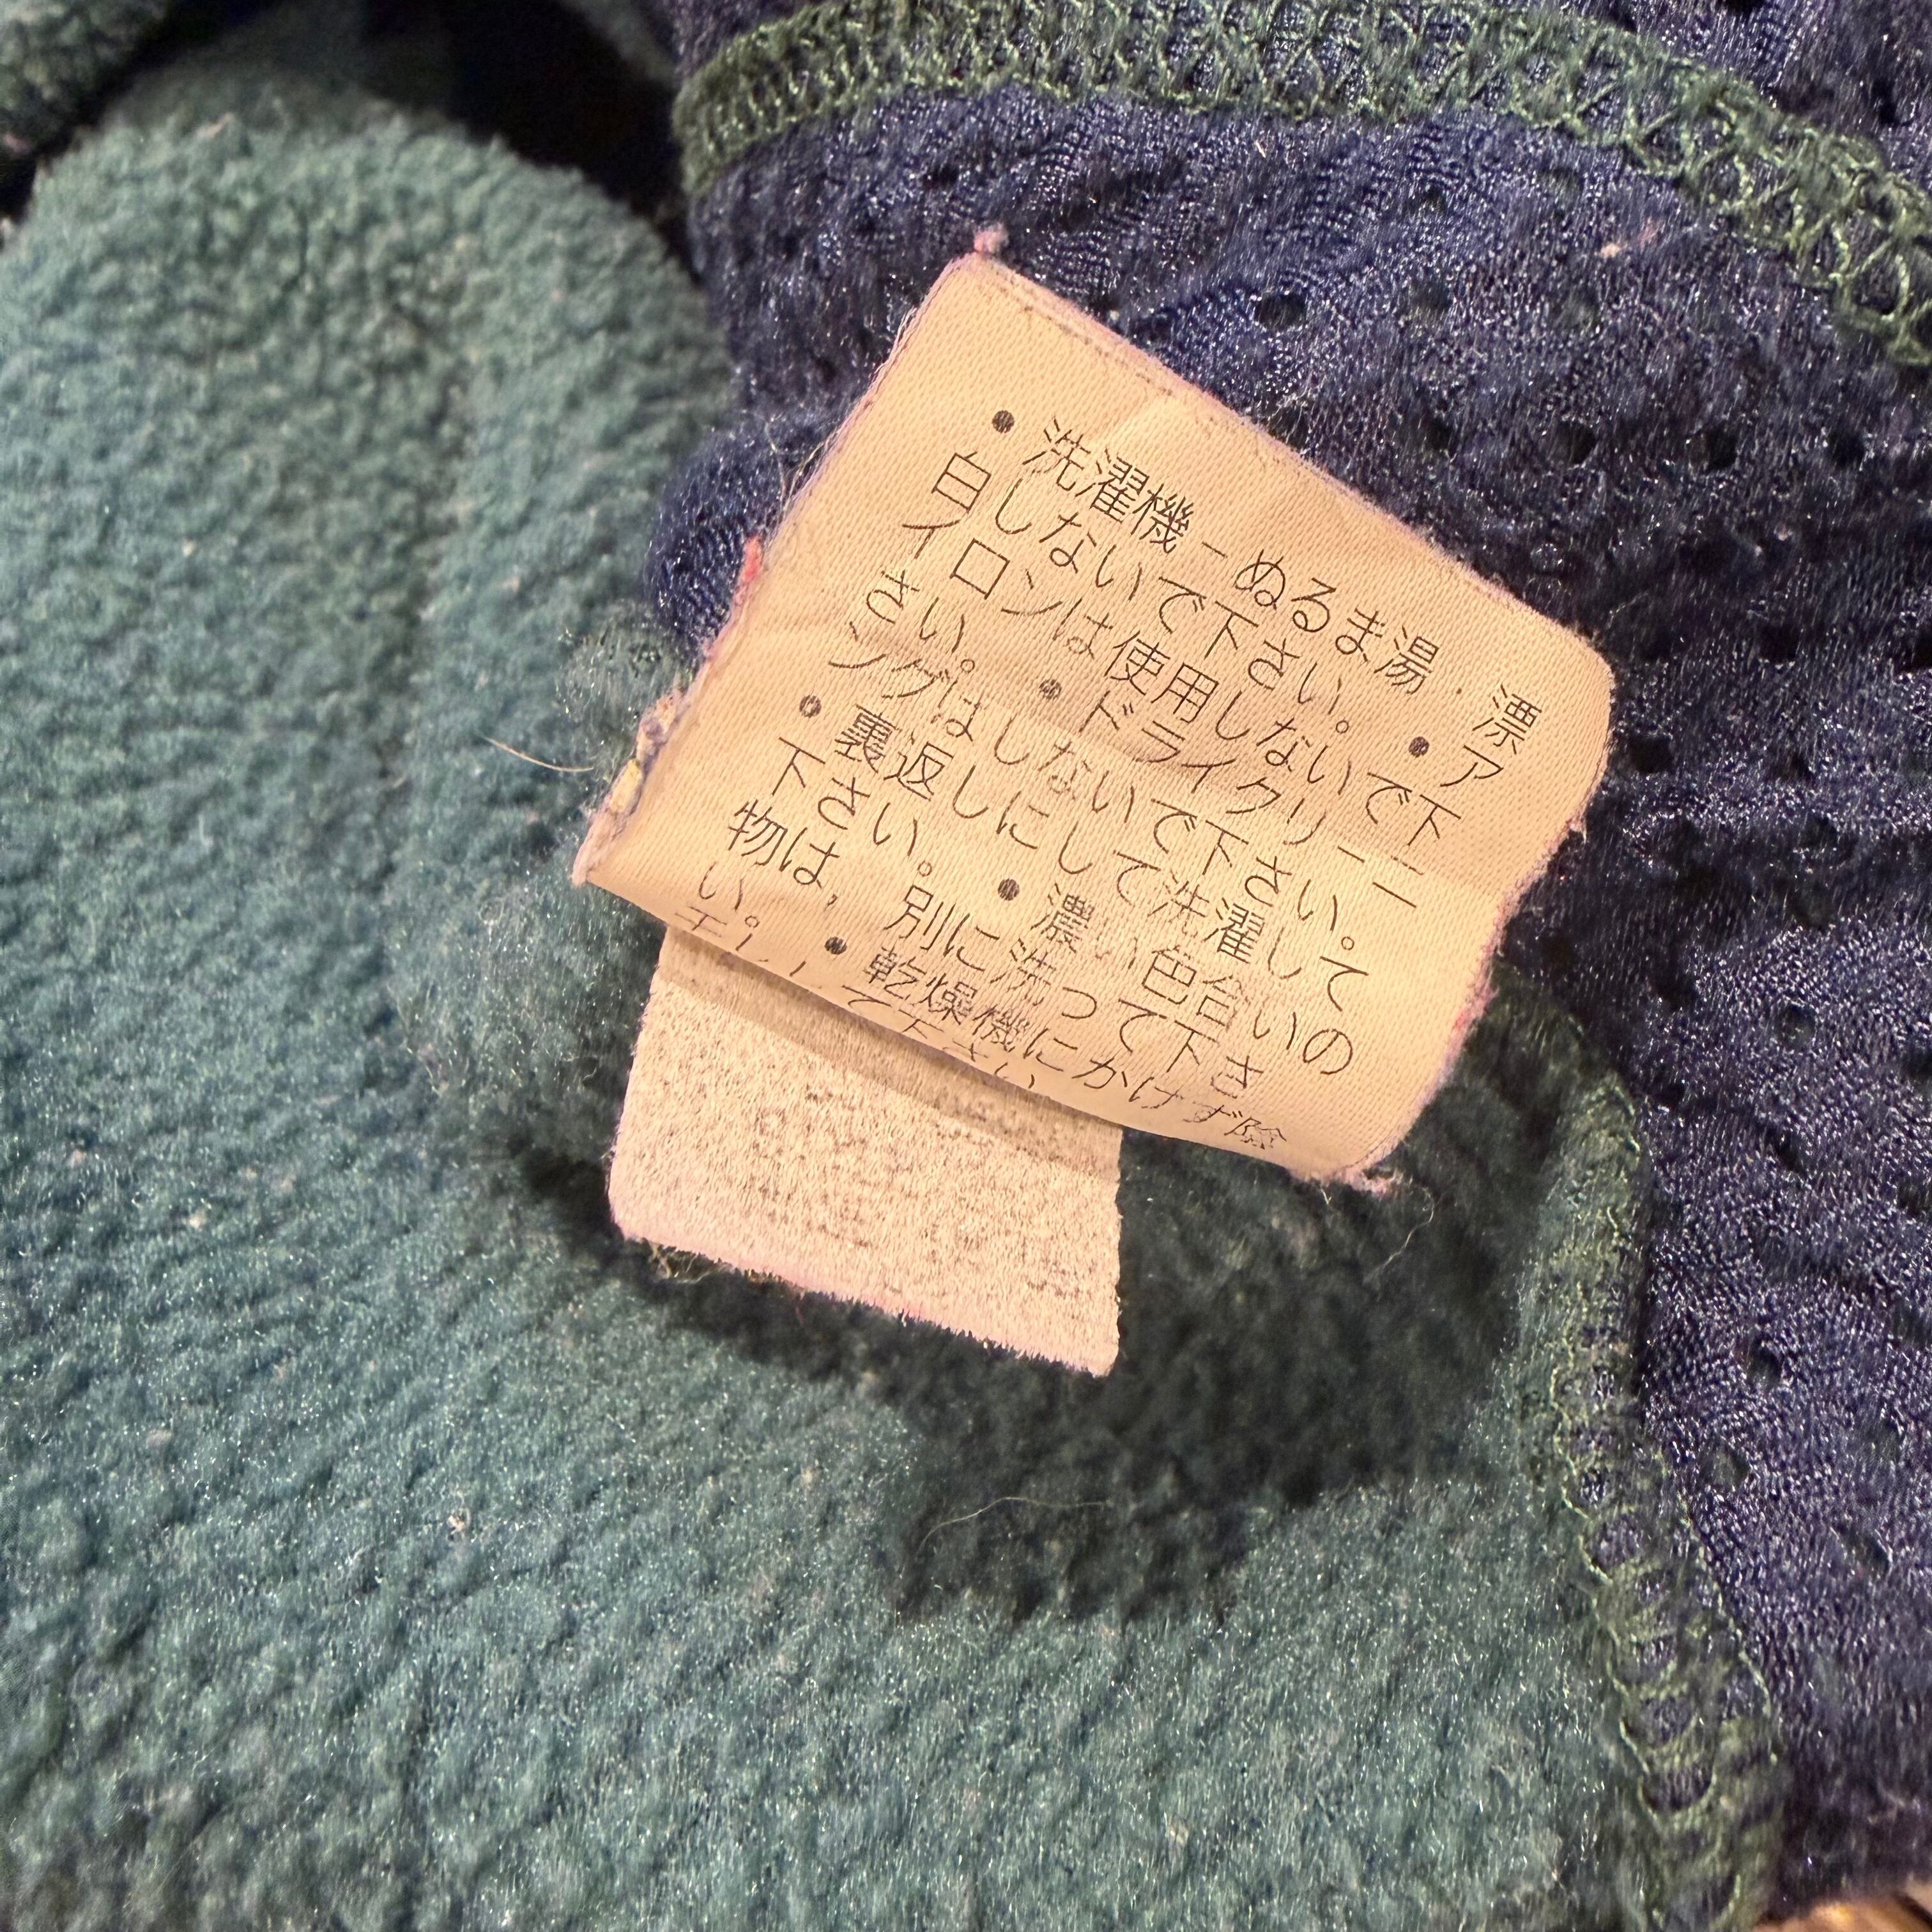 ● 洗濯機－ぬるま湯．漂
白しないで下さい。 ● ア
イロンは使用しないで下
さい。 ● ドライクリーニ
ングはしないで下さい。
● 裏返しにして洗濯して
下さい。 ● 濃い色合いの
物は，別に洗って下さ
い。 ● 乾燥機にかけず陰